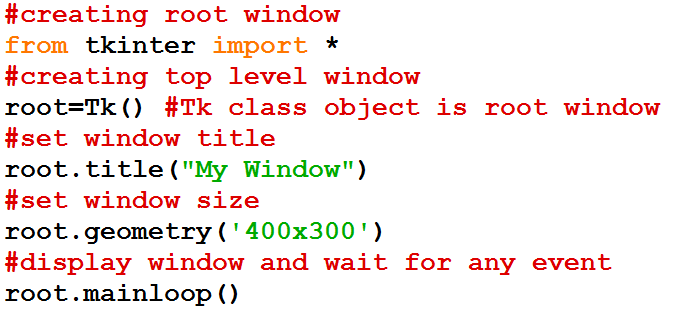 #creating root window
from tkinter import *
#creating top level window
root=Tk() #Tk class object is root window
#set window title
root.title("My Window")
#set window size
root.geometry('400x300')
#display window and wait for any event
root.mainloop()